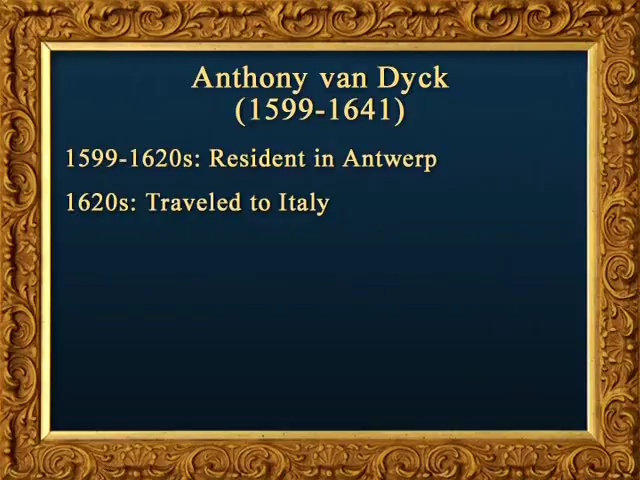 Anthony van Dyck
(1599-1641)
1599-1620s: Resident in Antwerp
1620s: Traveled to Italy